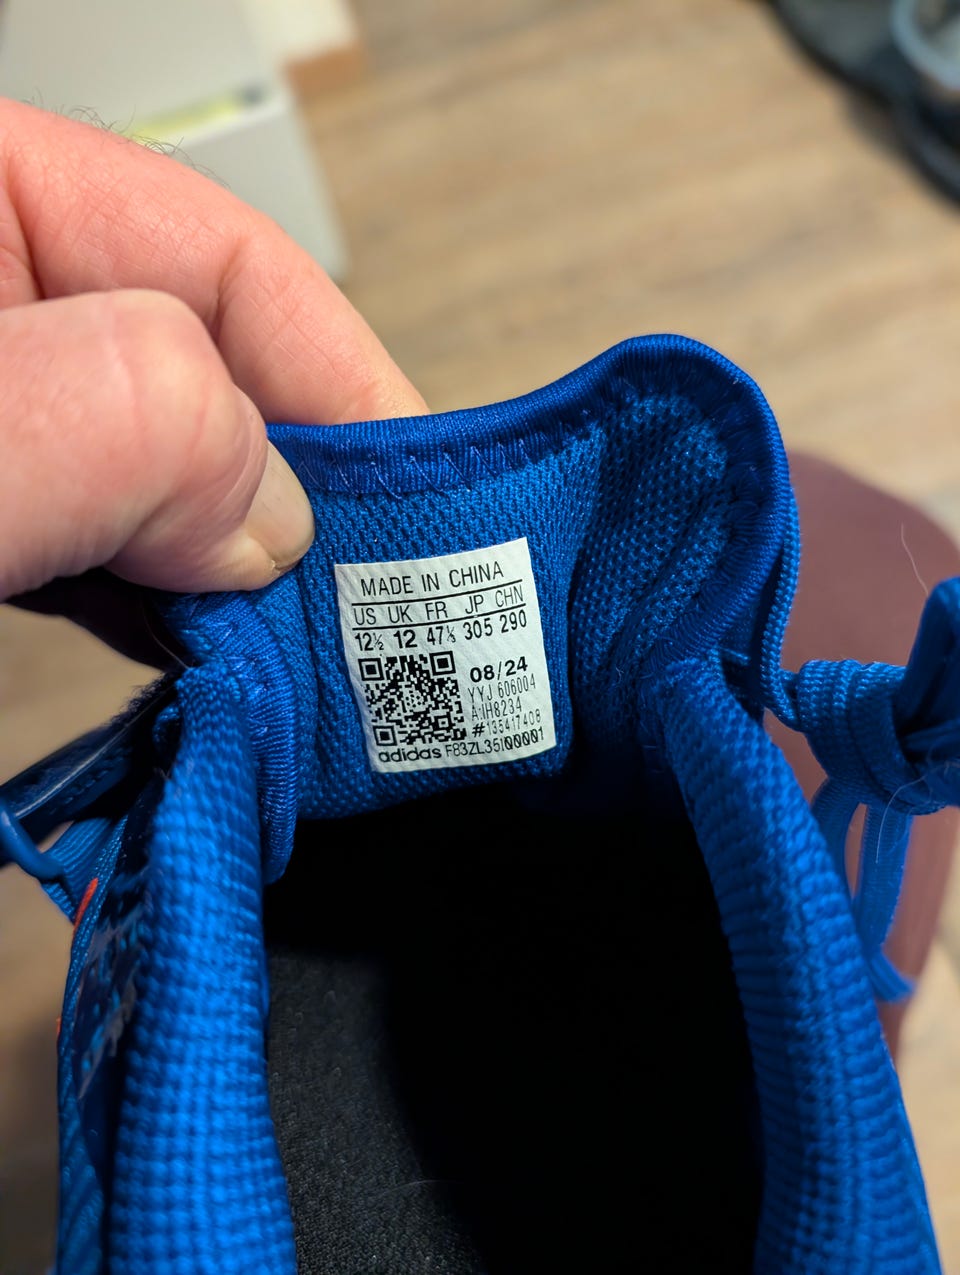 MADE IN CHINA
US UK FR JP CHN
12½ 12 47⅓ 305 290
08/24
YYJ 606004
A:IH8234
#135417408
adidas F83ZL35I00001